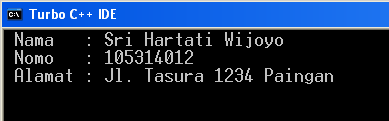 Turbo C++ IDE
Nama : Sri Hartati Wijoyo
Nomo : 105314012
Alamat : Jl. Tasura 1234 Paingan